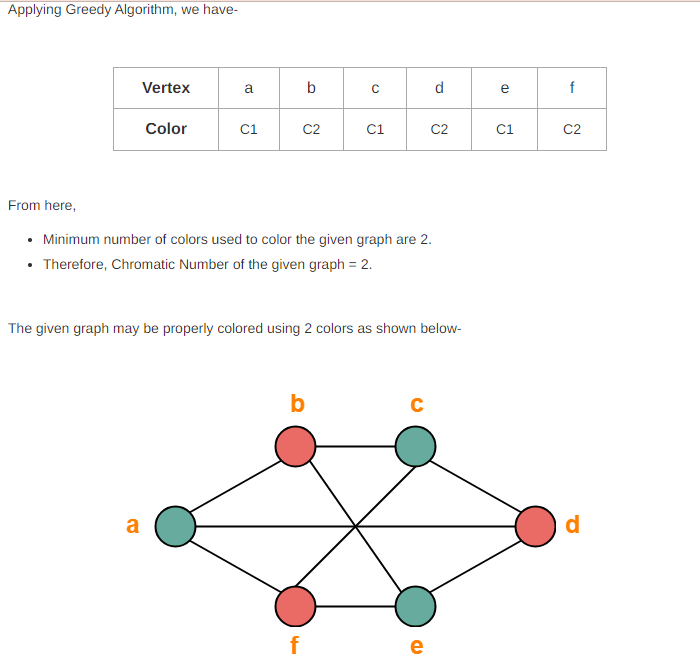 Applying Greedy Algorithm, we have-
Vertex a b c d e f
Color C1 C2 C1 C2 C1 C2
From here,
• Minimum number of colors used to color the given graph are 2.
• Therefore, Chromatic Number of the given graph = 2.
The given graph may be properly colored using 2 colors as shown below-
b c
a d
f e